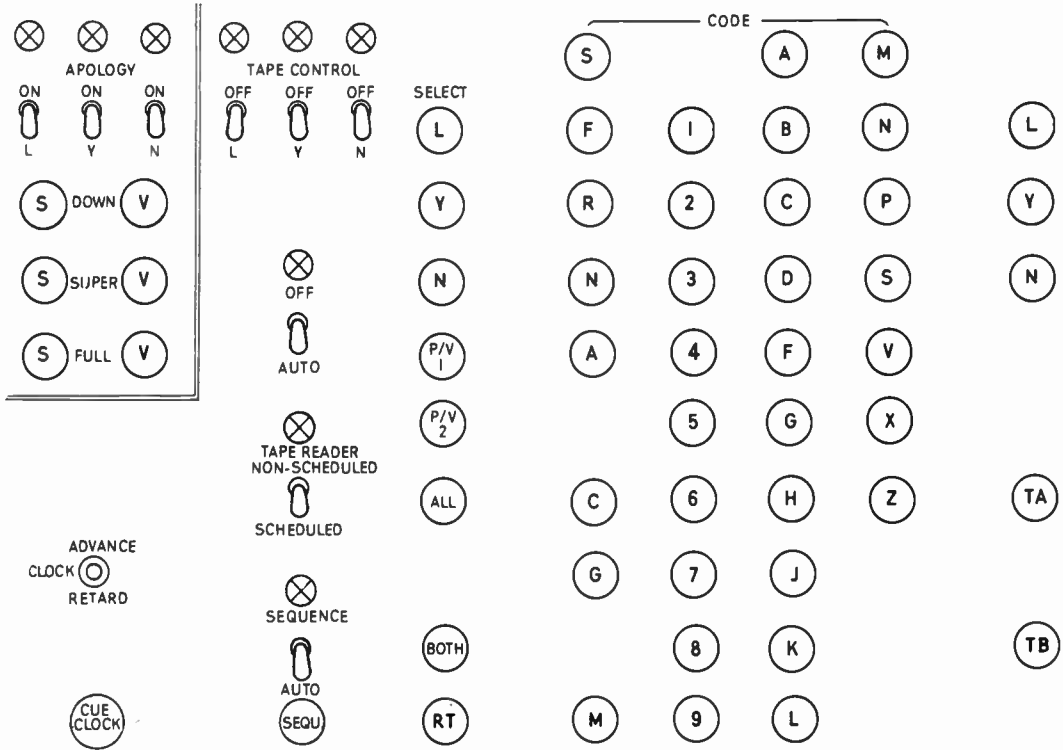 CODE
S A M
APOLOGY TAPE CONTROL
ON ON ON OFF OFF OFF SELECT
L F I B N L
L Y N L Y N
S DOWN V Y R 2 C P Y
S SUPER V OFF N N 3 D S N
S FULL V AUTO P/V 1 A 4 F V
P/V 2 5 G X
TAPE READER
NON-SCHEDULED
ALL C 6 H Z TA
SCHEDULED
ADVANCE
CLOCK G 7 J
RETARD
SEQUENCE
BOTH 8 K TB
AUTO
CUE CLOCK SEQU RT M 9 L